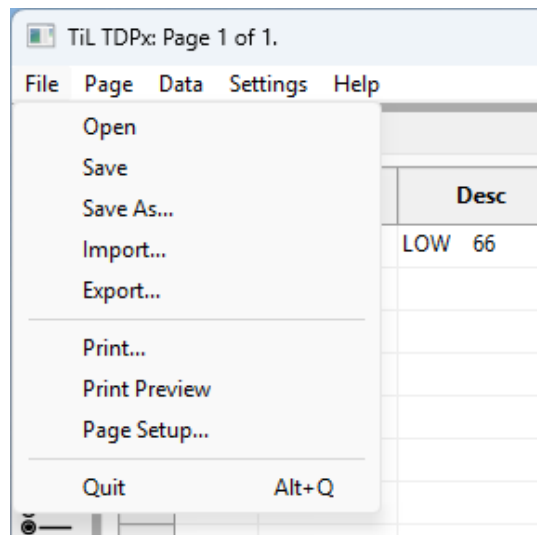 TiL TDPx: Page 1 of 1.
File Page Data Settings Help
Open
Save
Save As...
Import...
Export...
Print...
Print Preview
Page Setup...
Quit Alt+Q
Desc
LOW 66